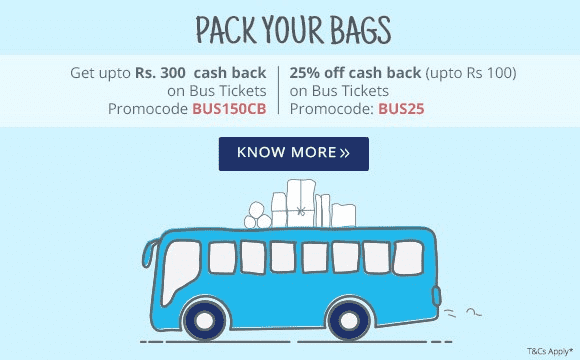 PACK YOUR BAGS
Get upto Rs. 300 cash back
on Bus Tickets
Promocode BUS150CB
25% off cash back (upto Rs 100)
on Bus Tickets
Promocode: BUS25
KNOW MORE »
T&Cs Apply*